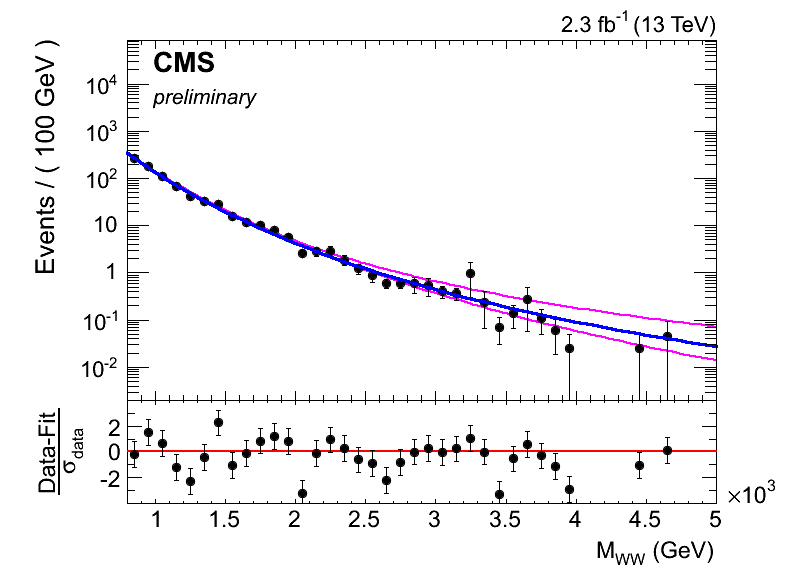 2.3 fb⁻¹ (13 TeV)
CMS
preliminary
Events / ( 100 GeV )
10⁴
10³
10²
10
1
10⁻¹
10⁻²
Data-Fit
σdata
2
0
-2
1 1.5 2 2.5 3 3.5 4 4.5 5
×10³
MWW (GeV)